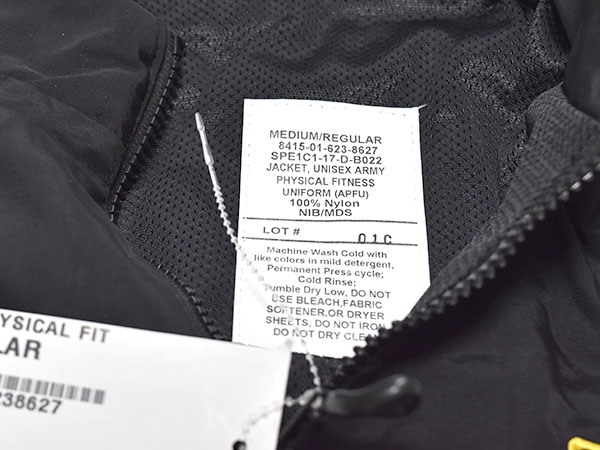 MEDIUM/REGULAR
8415-01-623-8627
SPE1C1-17-D-B022
JACKET, UNISEX ARMY
PHYSICAL FITNESS
UNIFORM (APFU)
100% Nylon
NIB/MDS
LOT # 01C
Machine Wash Cold with
like colors in mild detergent,
Permanent Press cycle;
Cold Rinse;
Tumble Dry Low, DO NOT
USE BLEACH,FABRIC
SOFTENER,OR DRYER
SHEETS, DO NOT IRON
DO NOT DRY CLE
YSICAL FIT
LAR
238627